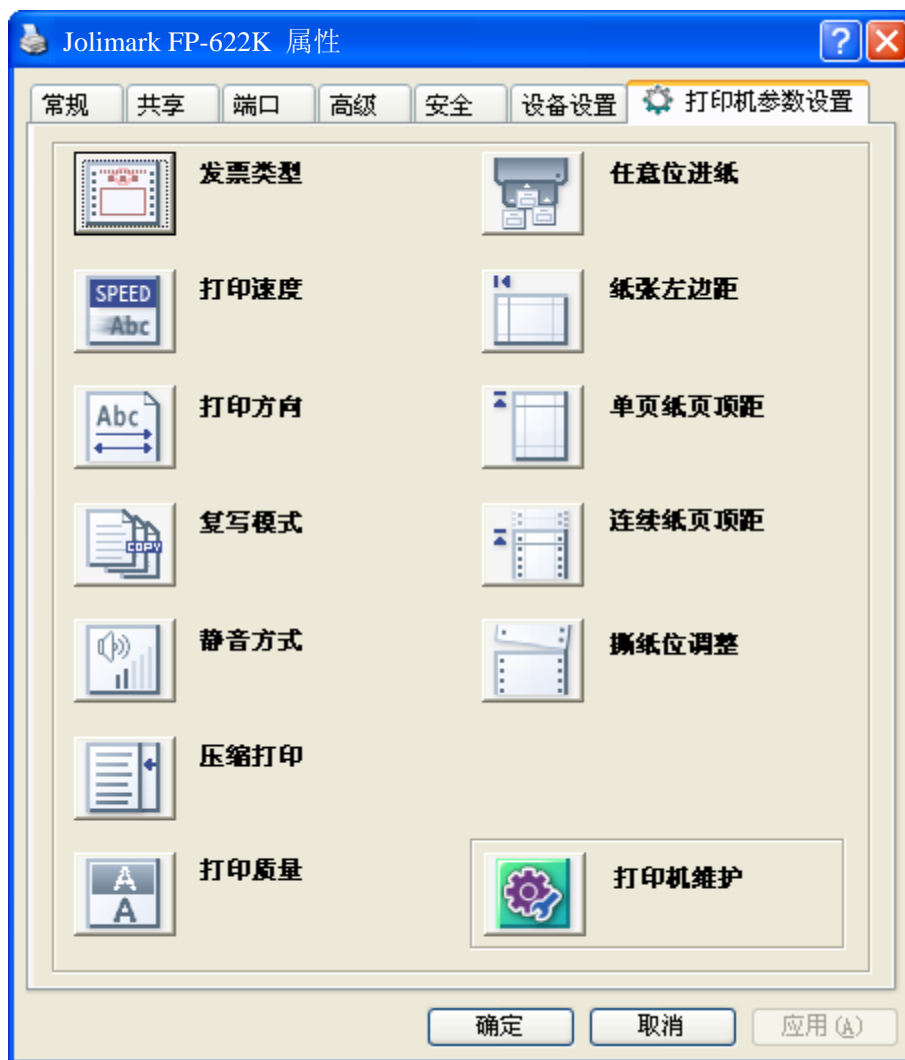 Jolimark FP-622K 属性
常规 共享 端口 高级 安全 设备设置 打印机参数设置
发票类型 任意位进纸
SPEED
Abc
打印速度 纸张左边距
Abc
打印方向 单页纸页顶距
COPY
复写模式 连续纸页顶距
静音方式 撕纸位调整
压缩打印
A
A
打印质量 打印机维护
确定 取消 应用(A)